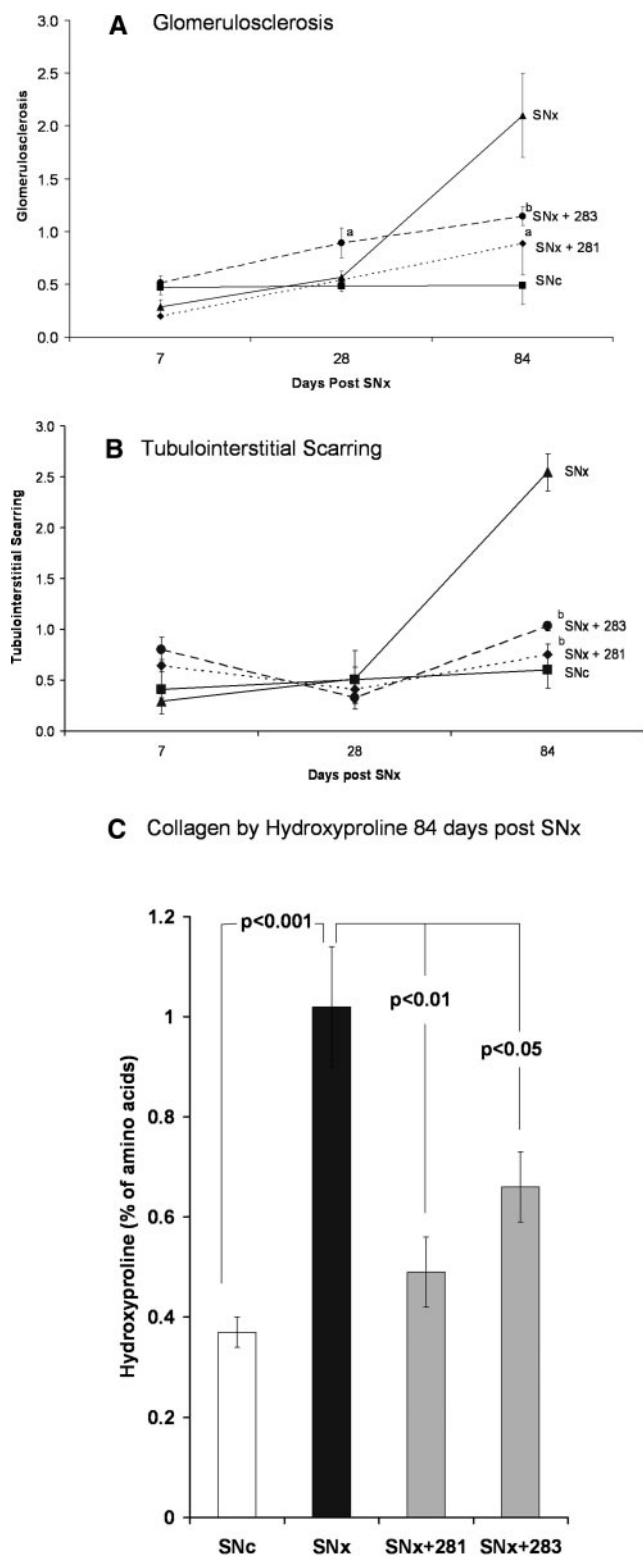 A Glomerulosclerosis
3.0
2.5
2.0
1.5
1.0
0.5
0.0
Glomerulosclerosis
SNx
b
SNx + 283
a
a
SNx + 281
SNc
7 28 84
Days Post SNx
B Tubulointerstitial Scarring
3.0
2.5
2.0
1.5
1.0
0.5
0.0
Tubulointerstitial Scarring
SNx
b
SNx + 283
b
SNx + 281
SNc
7 28 84
Days post SNx
C Collagen by Hydroxyproline 84 days post SNx
1.2
1
0.8
0.6
0.4
0.2
0
Hydroxyproline (% of amino acids)
p<0.001
p<0.01
p<0.05
SNc SNx SNx+281 SNx+283